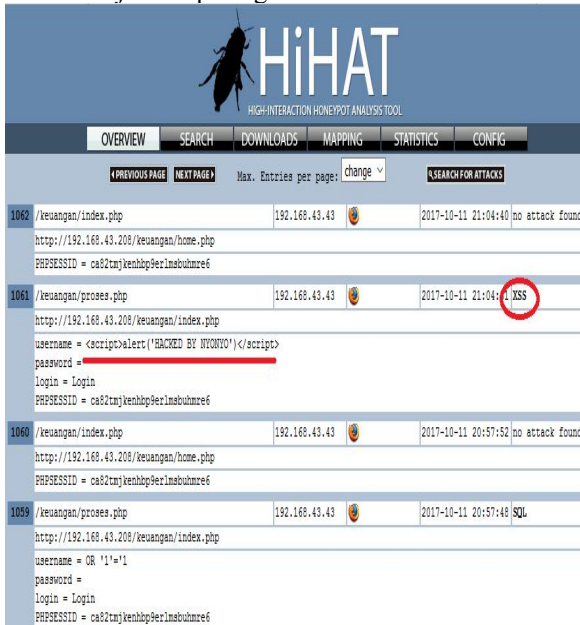 HiHAT
HIGH-INTERACTION HONEYPOT ANALYSIS TOOL
OVERVIEW SEARCH DOWNLOADS MAPPING STATISTICS CONFIG
PREVIOUS PAGE NEXT PAGE Max. Entries per page: change SEARCH FOR ATTACKS
1062 /keuangan/index.php 192.168.43.43 2017-10-11 21:04:40 no attack found
http://192.168.43.208/keuangan/home.php
PHPSESSID = ca82tmjkenhbp9erlmsbuhmre6
1061 /keuangan/proses.php 192.168.43.43 2017-10-11 XSS
http://192.168.43.208/keuangan/index.php
username = <script>alert('HACKED BY NYONYO')</script>
password =
login = Login
PHPSESSID = ca82tmjkenhbp9erlmsbuhmre6
1060 /keuangan/index.php 192.168.43.43 2017-10-11 20:57:52 no attack found
http://192.168.43.208/keuangan/home.php
PHPSESSID = ca82tmjkenhbp9erlmsbuhmre6
1059 /keuangan/proses.php 192.168.43.43 2017-10-11 20:57:48 SQL
http://192.168.43.208/keuangan/index.php
username = OR '1'='1
password =
login = Login
PHPSESSID = ca82tmjkenhbp9erlmsbuhmre6